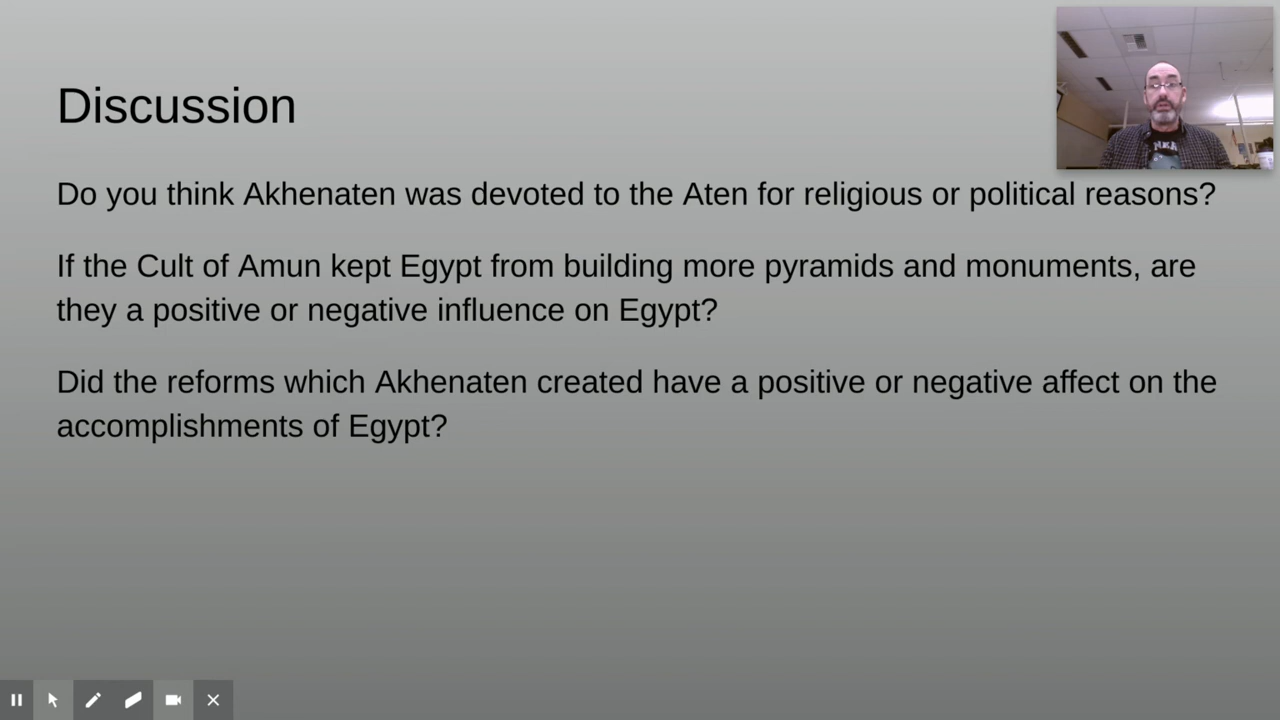 Discussion
Do you think Akhenaten was devoted to the Aten for religious or political reasons?
If the Cult of Amun kept Egypt from building more pyramids and monuments, are
they a positive or negative influence on Egypt?
Did the reforms which Akhenaten created have a positive or negative affect on the
accomplishments of Egypt?